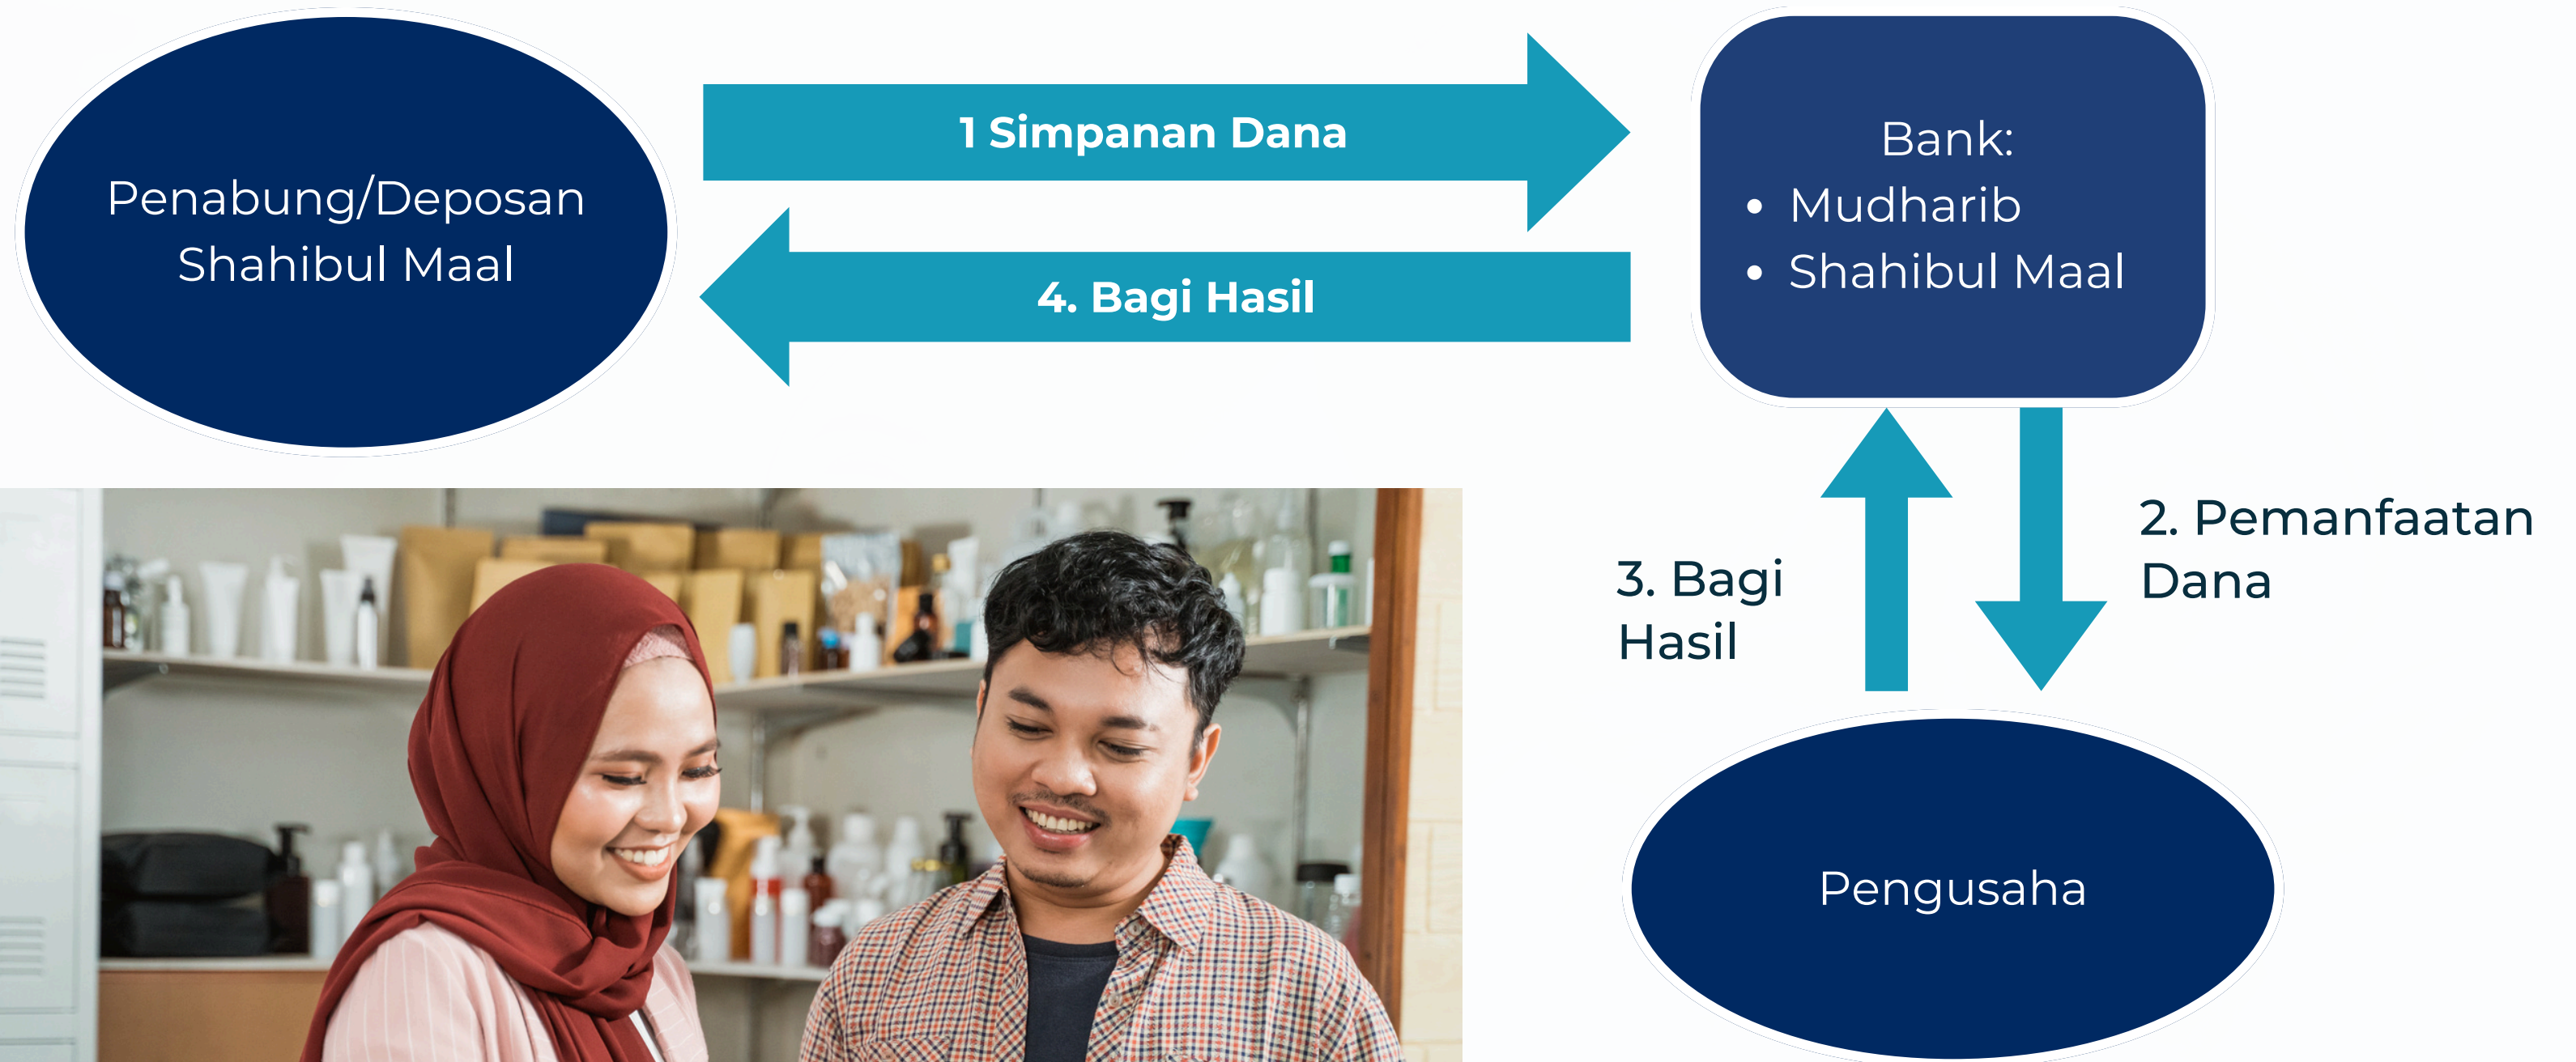 Penabung/Deposan
Shahibul Maal
1 Simpanan Dana
4. Bagi Hasil
Bank:
• Mudharib
• Shahibul Maal
3. Bagi
Hasil
2. Pemanfaatan
Dana
Pengusaha